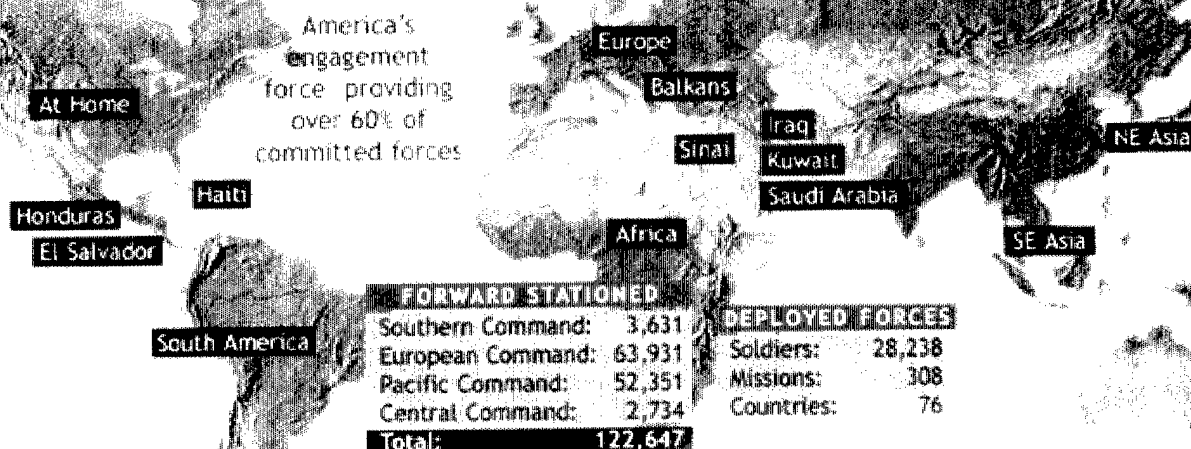 America's
engagement
force providing
over 60% of
committed forces
Europe
Balkans
At Home
Iraq
Sinai
Kuwait
NE Asia
Haiti
Saudi Arabia
Honduras
El Salvador
Africa
SE Asia
South America
FORWARD STATIONED
Southern Command: 3,631
European Command: 63,931
Pacific Command: 52,351
Central Command: 2,734
Total: 122,647
DEPLOYED FORCES
Soldiers: 28,238
Missions: 308
Countries: 76